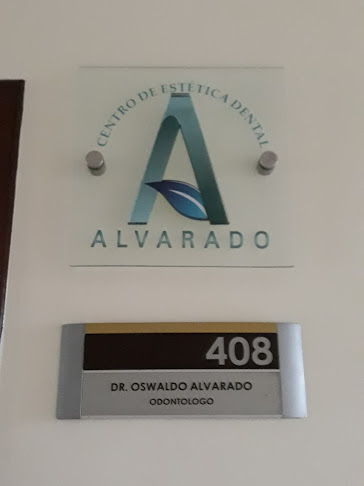 CENTRO DE ESTÉTICA DENTAL
A
ALVARADO
408
DR. OSWALDO ALVARADO
ODONTOLOGO